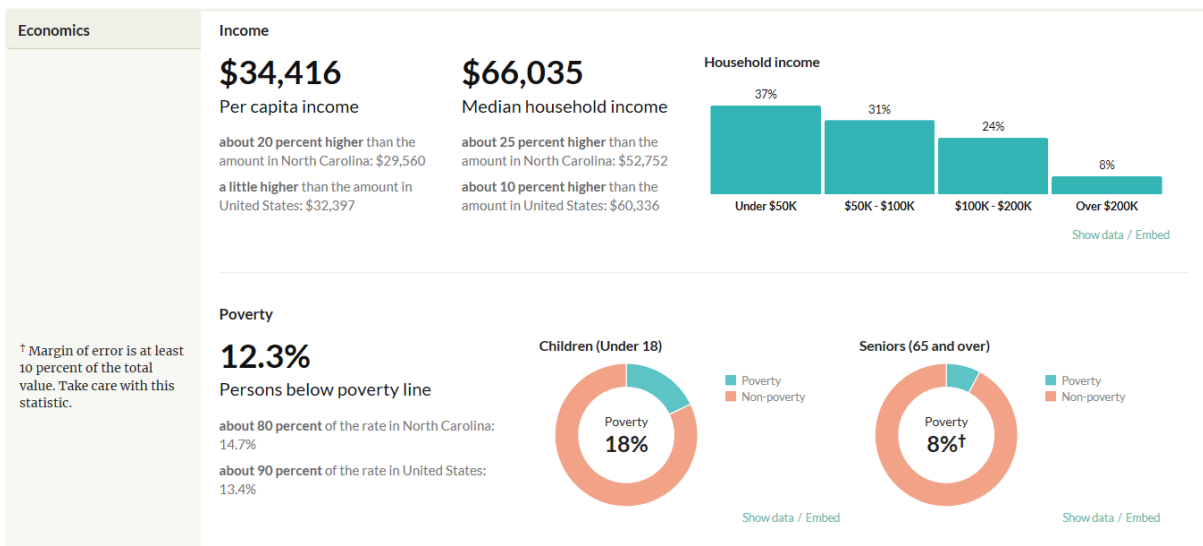 Economics
Income
$34,416
Per capita income
about 20 percent higher than the
amount in North Carolina: $29,560
a little higher than the amount in
United States: $32,397
$66,035
Median household income
about 25 percent higher than the
amount in North Carolina: $52,752
about 10 percent higher than the
amount in United States: $60,336
Household income
37%
31%
24%
8%
Under $50K
$50K - $100K
$100K - $200K
Over $200K
Show data / Embed
† Margin of error is at least
10 percent of the total
value. Take care with this
statistic.
Poverty
12.3%
Persons below poverty line
about 80 percent of the rate in North Carolina:
14.7%
about 90 percent of the rate in United States:
13.4%
Children (Under 18)
Poverty
18%
Poverty
Non-poverty
Show data / Embed
Seniors (65 and over)
Poverty
8%†
Poverty
Non-poverty
Show data / Embed